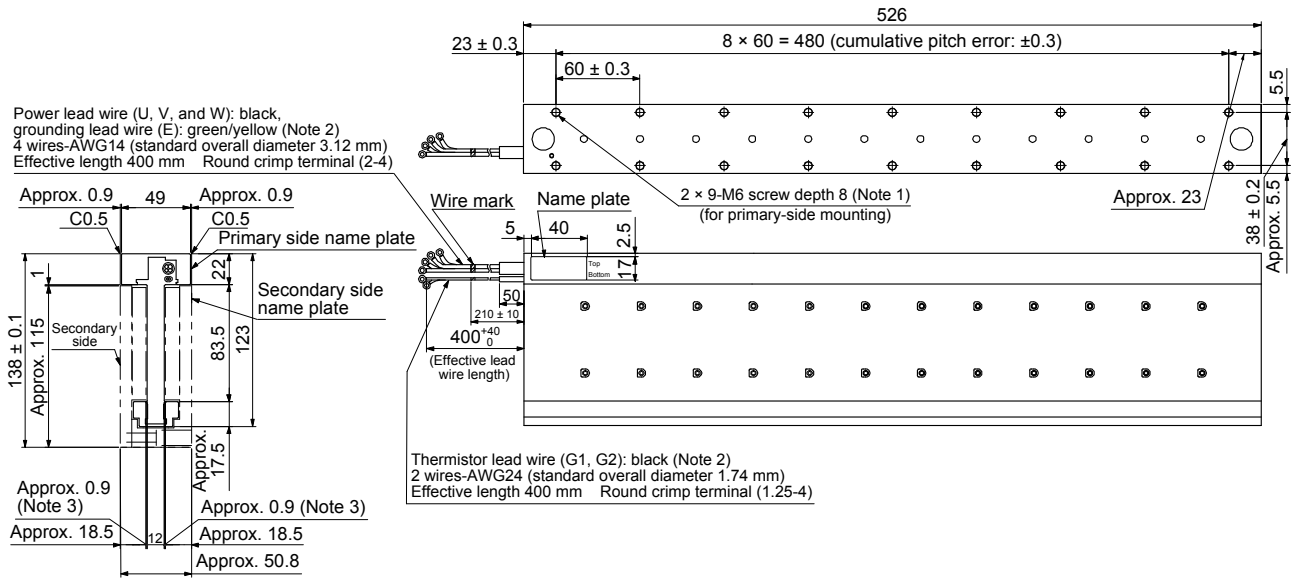 526
23 ± 0.3
8 × 60 = 480 (cumulative pitch error: ±0.3)
60 ± 0.3
5.5
Power lead wire (U, V, and W): black,
grounding lead wire (E): green/yellow (Note 2)
4 wires-AWG14 (standard overall diameter 3.12 mm)
Effective length 400 mm Round crimp terminal (2-4)
2 × 9-M6 screw depth 8 (Note 1)
(for primary-side mounting)
Approx. 23
38 ± 0.2
Approx. 5.5
Approx. 0.9
49
Approx. 0.9
C0.5
C0.5
Primary side name plate
Wire mark
Name plate
5
40
2.5
Top
Bottom
17
1
22
Secondary side
name plate
Secondary
side
138 ± 0.1
Approx. 115
83.5
123
50
210 ± 10
400 +40 0
(Effective lead
wire length)
Approx.
17.5
Thermistor lead wire (G1, G2): black (Note 2)
2 wires-AWG24 (standard overall diameter 1.74 mm)
Effective length 400 mm Round crimp terminal (1.25-4)
Approx. 0.9
(Note 3)
Approx. 0.9 (Note 3)
Approx. 18.5
12
Approx. 18.5
Approx. 50.8